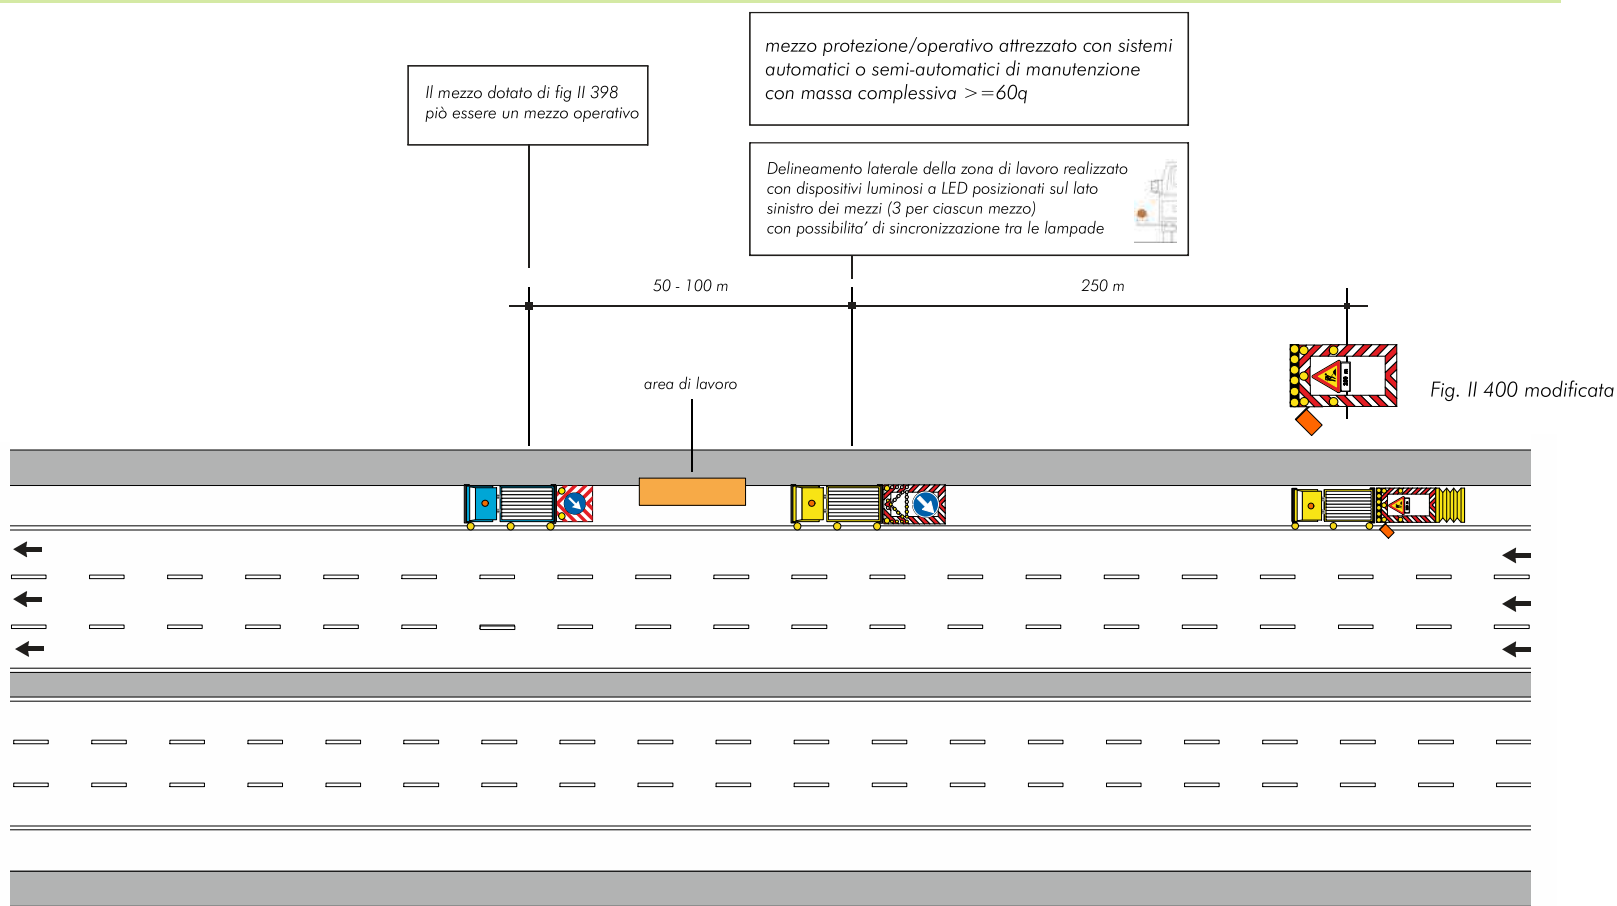 mezzo protezione/operativo attrezzato con sistemi
automatici o semi-automatici di manutenzione
con massa complessiva >=60q
Il mezzo dotato di fig II 398
piò essere un mezzo operativo
Delineamento laterale della zona di lavoro realizzato
con dispositivi luminosi a LED posizionati sul lato
sinistro dei mezzi (3 per ciascun mezzo)
con possibilita' di sincronizzazione tra le lampade
50 - 100 m
250 m
area di lavoro
Fig. II 400 modificata